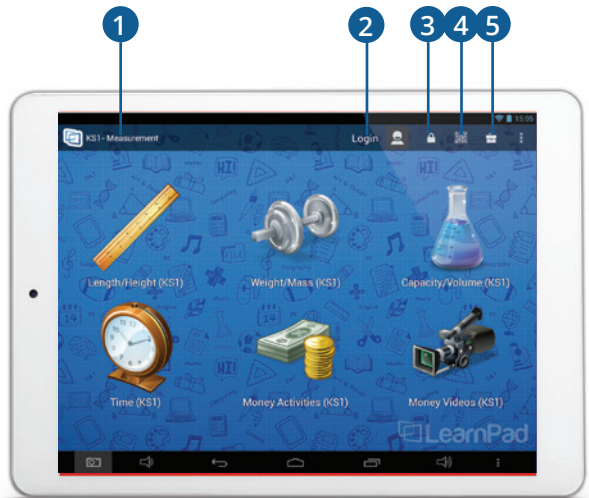 1 2 3 4 5
15:05
KS1- Measurement Login
Length/Height (KS1) Weight/Mass (KS1) Capacity/Volume (KS1)
Time (KS1) Money Activities (KS1) Money Videos (KS1)
LearnPad